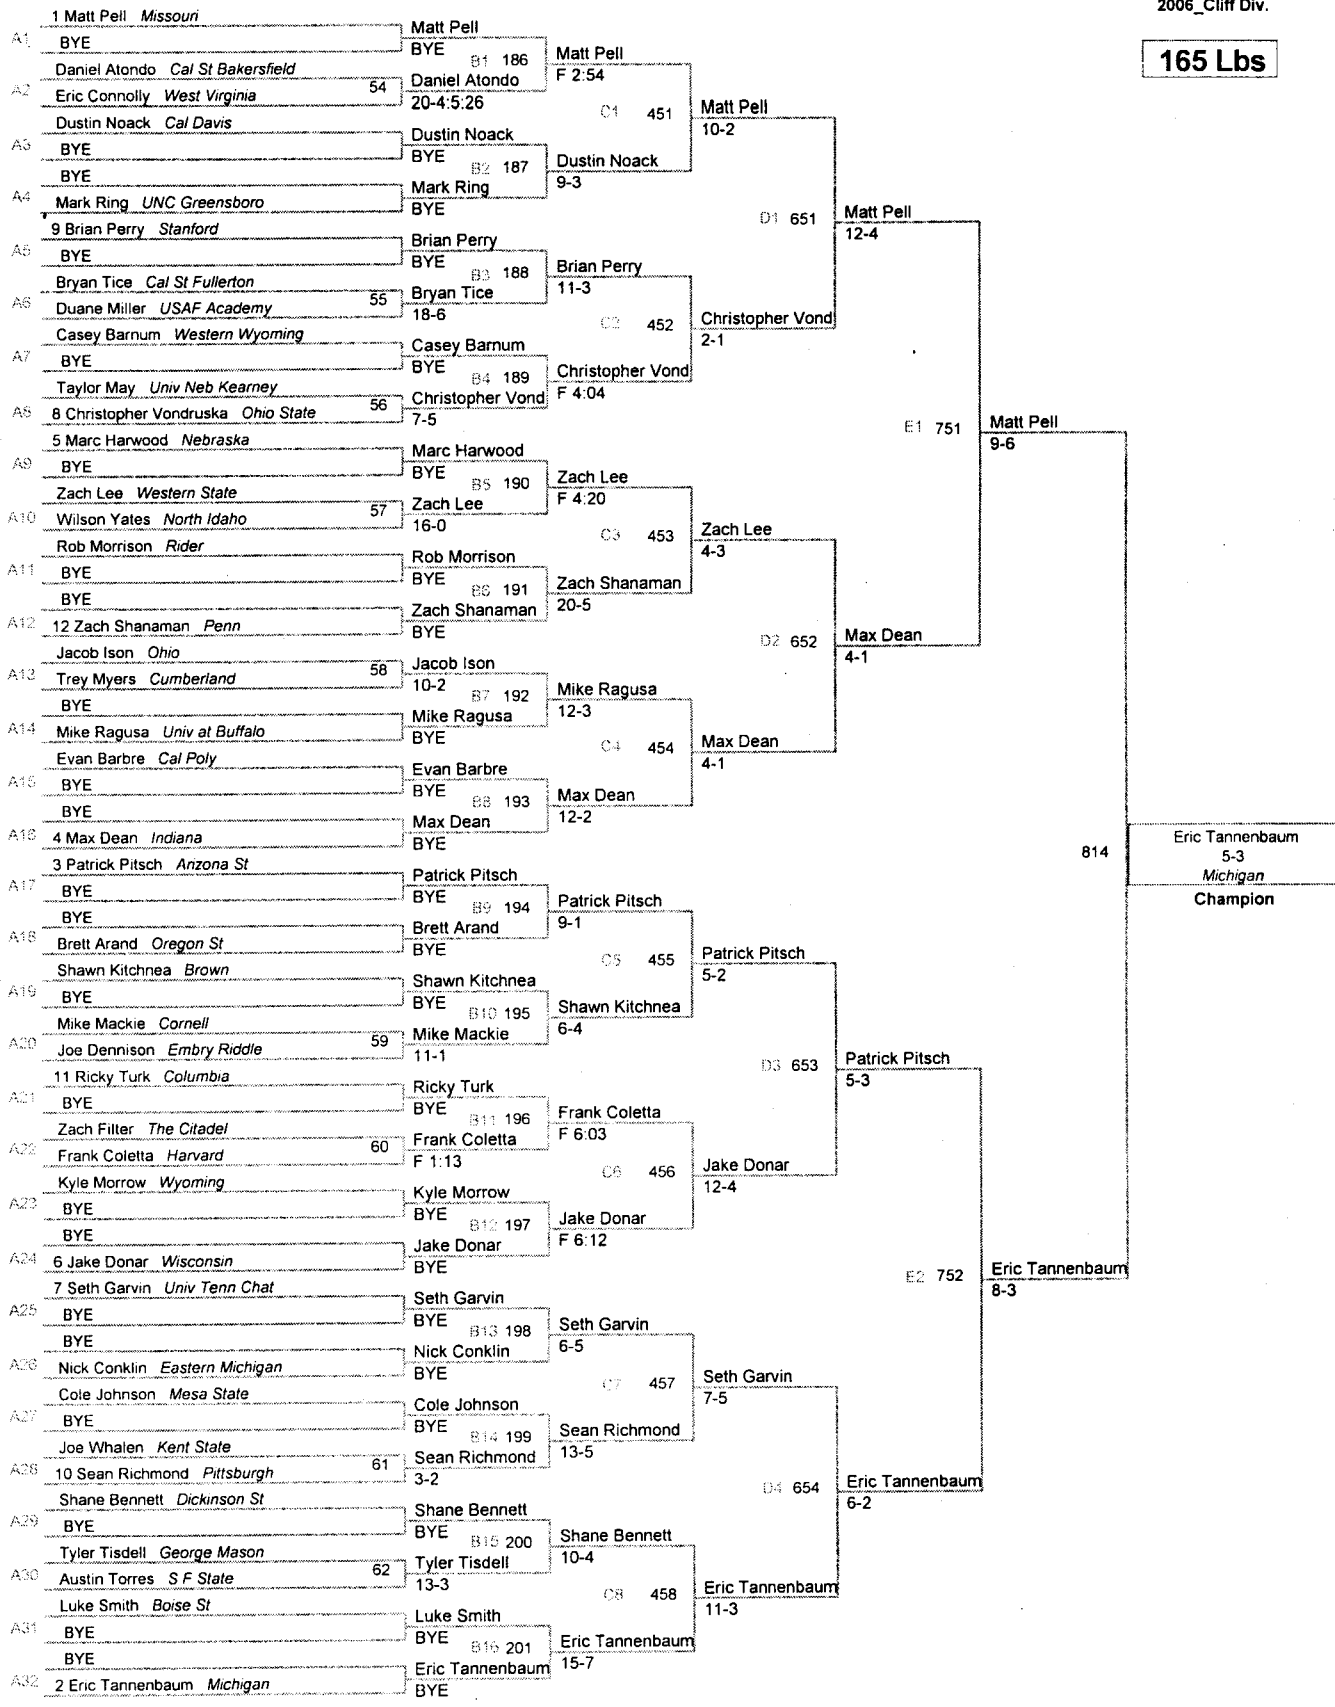 2006_Cliff Div.
165 Lbs
1 Matt Pell Missouri
A1
BYE
Daniel Atondo Cal St Bakersfield
A2
54
Eric Connolly West Virginia
Dustin Noack Cal Davis
A3
BYE
BYE
A4
Mark Ring UNC Greensboro
9 Brian Perry Stanford
A5
BYE
Bryan Tice Cal St Fullerton
A6
55
Duane Miller USAF Academy
Casey Barnum Western Wyoming
A7
BYE
Taylor May Univ Neb Kearney
A8
56
8 Christopher Vondruska Ohio State
5 Marc Harwood Nebraska
A9
BYE
Zach Lee Western State
A10
57
Wilson Yates North Idaho
Rob Morrison Rider
A11
BYE
BYE
A12
12 Zach Shanaman Penn
Jacob Ison Ohio
A13
58
Trey Myers Cumberland
BYE
A14
Mike Ragusa Univ at Buffalo
Evan Barbre Cal Poly
A15
BYE
BYE
A16
4 Max Dean Indiana
3 Patrick Pitsch Arizona St
A17
BYE
BYE
A18
Brett Arand Oregon St
Shawn Kitchnea Brown
A19
BYE
Mike Mackie Cornell
A20
59
Joe Dennison Embry Riddle
11 Ricky Turk Columbia
A21
BYE
Zach Filter The Citadel
A22
60
Frank Coletta Harvard
Kyle Morrow Wyoming
A23
BYE
BYE
A24
6 Jake Donar Wisconsin
7 Seth Garvin Univ Tenn Chat
A25
BYE
BYE
A26
Nick Conklin Eastern Michigan
Cole Johnson Mesa State
A27
BYE
Joe Whalen Kent State
A28
61
10 Sean Richmond Pittsburgh
Shane Bennett Dickinson St
A29
BYE
Tyler Tisdell George Mason
A30
62
Austin Torres S F State
Luke Smith Boise St
A31
BYE
BYE
A32
2 Eric Tannenbaum Michigan
Matt Pell
BYE
B1 186
Daniel Atondo
20-4:5:26
Dustin Noack
BYE
B2 187
Mark Ring
BYE
Brian Perry
BYE
B3 188
Bryan Tice
18-6
Casey Barnum
BYE
B4 189
Christopher Vond
7-5
Marc Harwood
BYE
B5 190
Zach Lee
16-0
Rob Morrison
BYE
B6 191
Zach Shanaman
BYE
Jacob Ison
10-2
B7 192
Mike Ragusa
BYE
Evan Barbre
BYE
B8 193
Max Dean
BYE
Patrick Pitsch
BYE
B9 194
Brett Arand
BYE
Shawn Kitchnea
BYE
B10 195
Mike Mackie
11-1
Ricky Turk
BYE
B11 196
Frank Coletta
F 1:13
Kyle Morrow
BYE
B12 197
Jake Donar
BYE
Seth Garvin
BYE
B13 198
Nick Conklin
BYE
Cole Johnson
BYE
B14 199
Sean Richmond
3-2
Shane Bennett
BYE
B15 200
Tyler Tisdell
13-3
Luke Smith
BYE
B16 201
Eric Tannenbaum
BYE
Matt Pell
F 2:54
C1 451
Dustin Noack
9-3
Brian Perry
11-3
C2 452
Christopher Vond
F 4:04
Zach Lee
F 4:20
C3 453
Zach Shanaman
20-5
Mike Ragusa
12-3
C4 454
Max Dean
12-2
Patrick Pitsch
9-1
C5 455
Shawn Kitchnea
6-4
Frank Coletta
F 6:03
C6 456
Jake Donar
F 6:12
Seth Garvin
6-5
C7 457
Sean Richmond
13-5
Shane Bennett
10-4
C8 458
Eric Tannenbaum
15-7
Matt Pell
10-2
D1 651
Christopher Vond
2-1
Zach Lee
4-3
D2 652
Max Dean
4-1
Patrick Pitsch
5-2
D3 653
Jake Donar
12-4
Seth Garvin
7-5
D4 654
Eric Tannenbaum
11-3
Matt Pell
12-4
E1 751
Max Dean
4-1
Patrick Pitsch
5-3
E2 752
Eric Tannenbaum
6-2
Matt Pell
9-6
814
Eric Tannenbaum
8-3
Eric Tannenbaum
5-3
Michigan
Champion